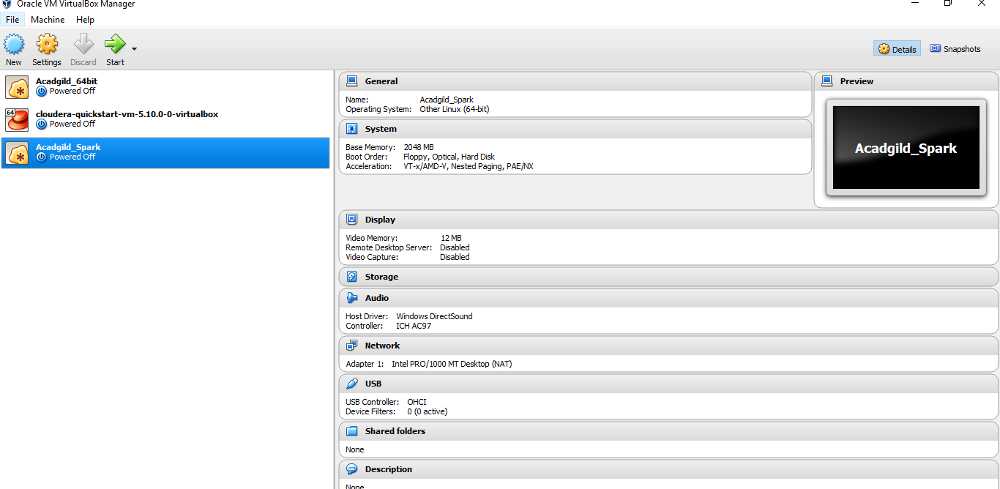 Oracle VM VirtualBox Manager
File Machine Help
New Settings Discard Start
Details Snapshots
Acadgild_64bit
Powered Off
64
cloudera-quickstart-vm-5.10.0-0-virtualbox
Powered Off
Acadgild_Spark
Powered Off
General
Name: Acadgild_Spark
Operating System: Other Linux (64-bit)
System
Base Memory: 2048 MB
Boot Order: Floppy, Optical, Hard Disk
Acceleration: VT-x/AMD-V, Nested Paging, PAE/NX
Preview
Acadgild_Spark
Display
Video Memory: 12 MB
Remote Desktop Server: Disabled
Video Capture: Disabled
Storage
Audio
Host Driver: Windows DirectSound
Controller: ICH AC97
Network
Adapter 1: Intel PRO/1000 MT Desktop (NAT)
USB
USB Controller: OHCI
Device Filters: 0 (0 active)
Shared folders
None
Description
None